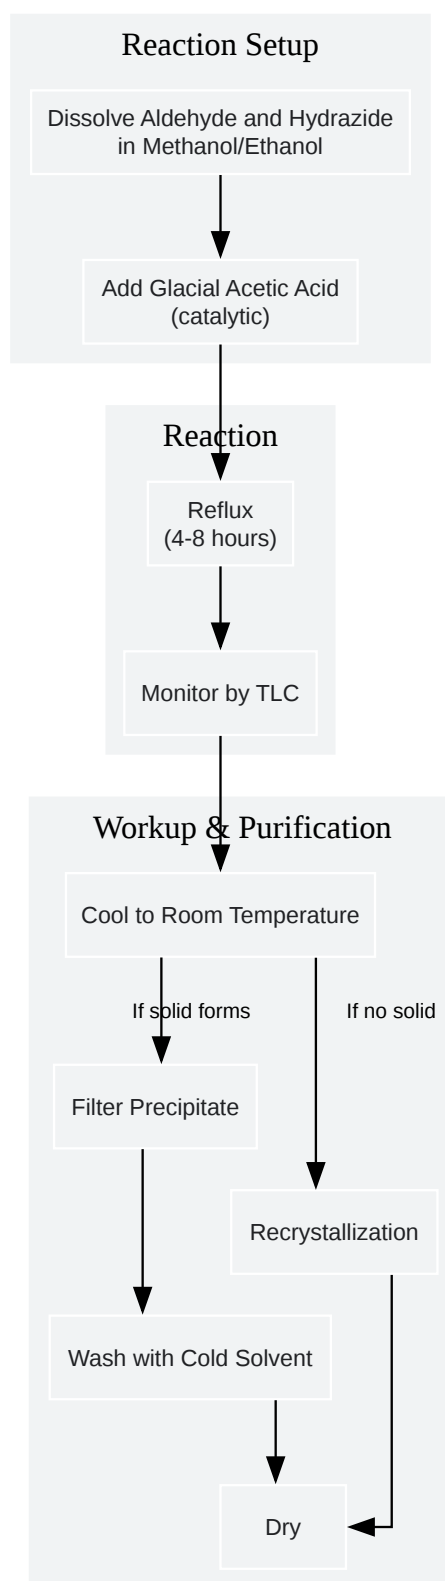 Reaction Setup
Dissolve Aldehyde and Hydrazide
in Methanol/Ethanol
Add Glacial Acetic Acid
(catalytic)
Reaction
Reflux
(4-8 hours)
Monitor by TLC
Workup & Purification
Cool to Room Temperature
If solid forms
If no solid
Filter Precipitate
Recrystallization
Wash with Cold Solvent
Dry